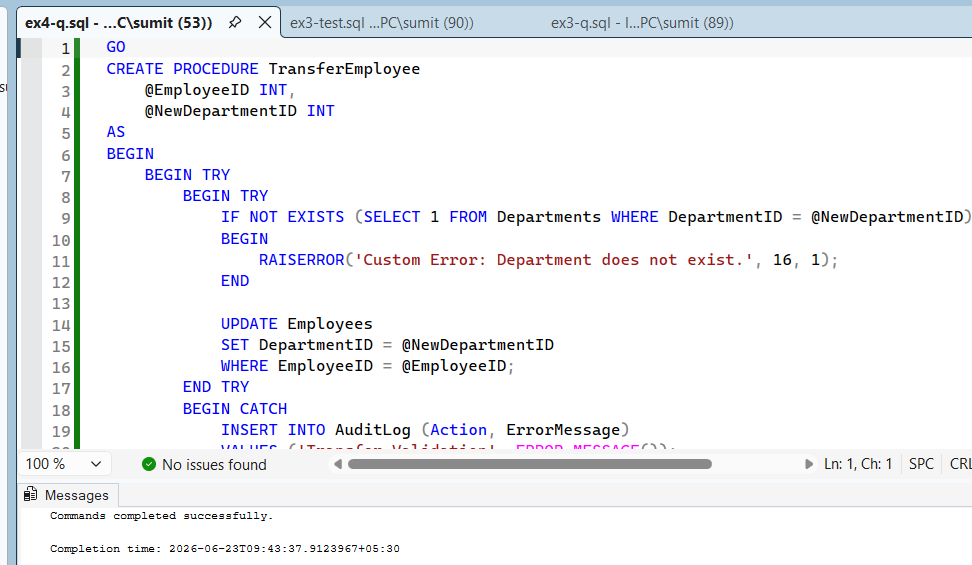 ex4-q.sql - ...C\sumit (53))
ex3-test.sql ...PC\sumit (90))
ex3-q.sql - l...PC\sumit (89))
1 GO
2 CREATE PROCEDURE TransferEmployee
3 @EmployeeID INT,
4 @NewDepartmentID INT
5 AS
6 BEGIN
7 BEGIN TRY
8 BEGIN TRY
9 IF NOT EXISTS (SELECT 1 FROM Departments WHERE DepartmentID = @NewDepartmentID)
10 BEGIN
11 RAISERROR('Custom Error: Department does not exist.', 16, 1);
12 END
13
14 UPDATE Employees
15 SET DepartmentID = @NewDepartmentID
16 WHERE EmployeeID = @EmployeeID;
17 END TRY
18 BEGIN CATCH
19 INSERT INTO AuditLog (Action, ErrorMessage)
VALUES ('Transfer Validation', ERROR_MESSAGE());
100 %
No issues found
Ln: 1, Ch: 1
SPC
CRL
Messages
Commands completed successfully.
Completion time: 2026-06-23T09:43:37.9123967+05:30